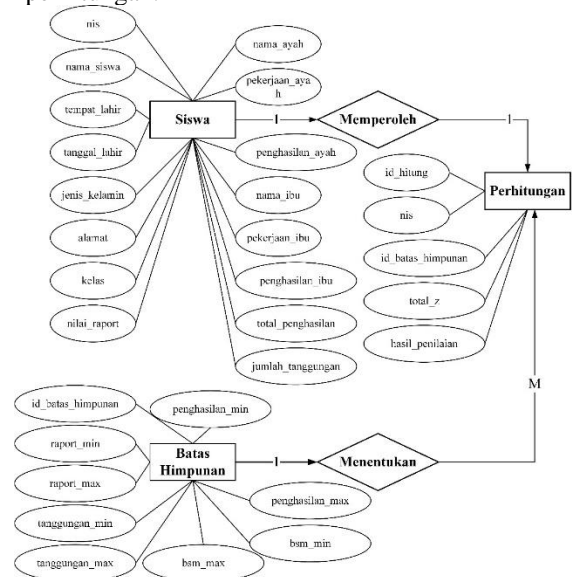 nis
nama_siswa
tempat_lahir
tanggal_lahir
jenis_kelamin
alamat
kelas
nilai_raport
Siswa
nama_ayah
pekerjaan_aya
h
penghasilan_ayah
nama_ibu
pekerjaan_ibu
penghasilan_ibu
total_penghasilan
jumlah_tanggungan
1
Memperoleh
1
id_hitung
nis
id_batas_himpunan
total_z
hasil_penilaian
Perhitungan
M
id_batas_himpunan
penghasilan_min
raport_min
raport_max
tanggungan_min
tanggungan_max
Batas
Himpunan
1
Menentukan
penghasilan_max
bsm_min
bsm_max